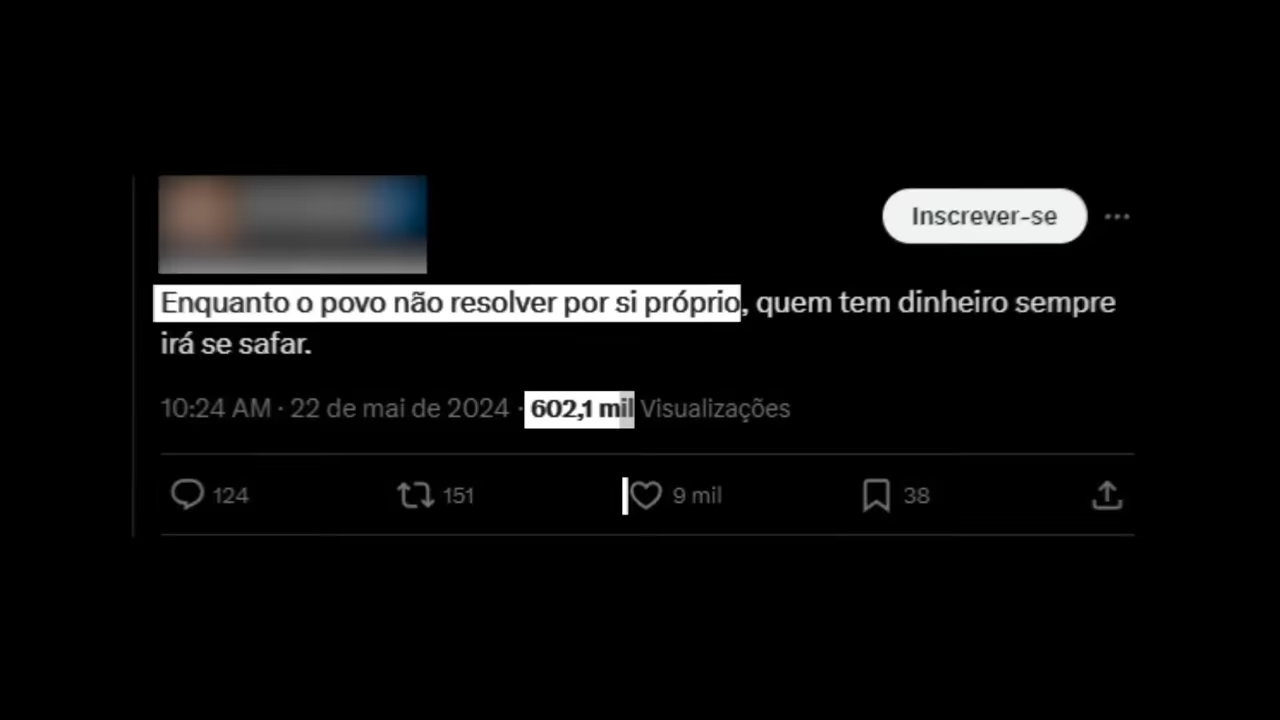 Inscrever-se
Enquanto o povo não resolver por si próprio, quem tem dinheiro sempre
irá se safar.
10:24 AM · 22 de mai de 2024 · 602,1 mil Visualizações
124 151 9 mil 38